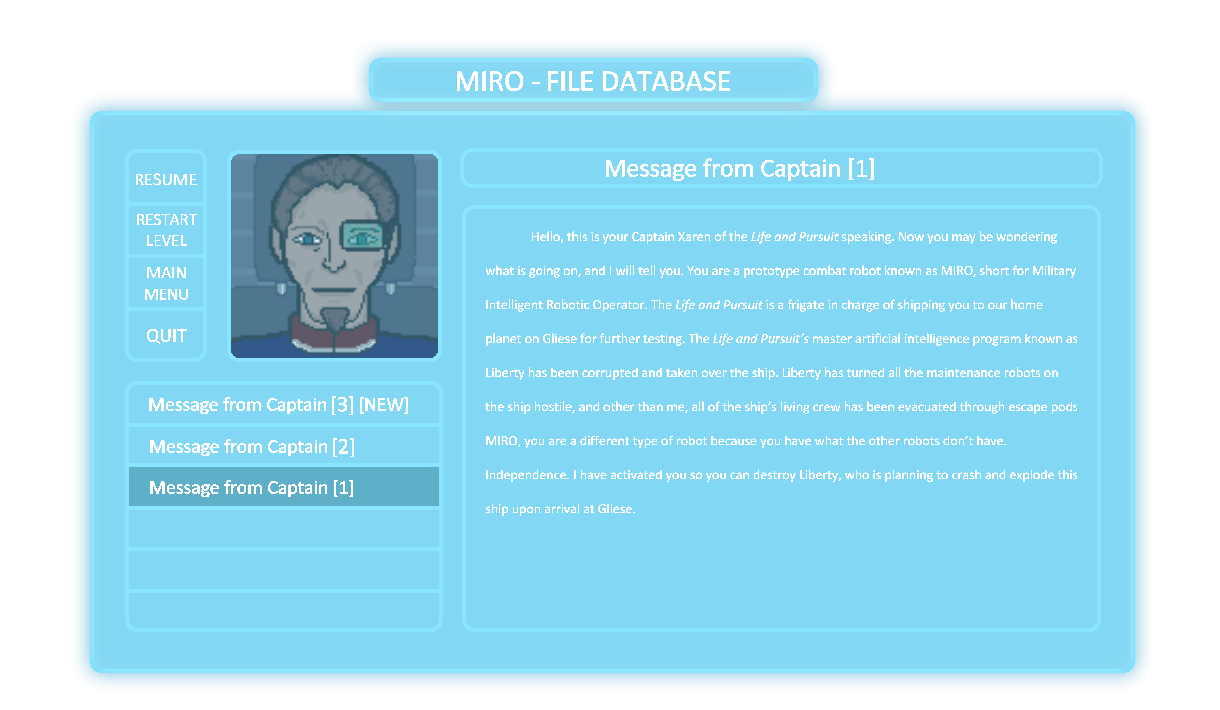 MIRO - FILE DATABASE
RESUME
RESTART
LEVEL
MAIN
MENU
QUIT
Message from Captain [3] [NEW]
Message from Captain [2]
Message from Captain [1]
Message from Captain [1]
Hello, this is your Captain Xaren of the Life and Pursuit speaking. Now you may be wondering
what is going on, and I will tell you. You are a prototype combat robot known as MIRO, short for Military
Intelligent Robotic Operator. The Life and Pursuit is a frigate in charge of shipping you to our home
planet on Gliese for further testing. The Life and Pursuit’s master artificial intelligence program known as
Liberty has been corrupted and taken over the ship. Liberty has turned all the maintenance robots on
the ship hostile, and other than me, all of the ship’s living crew has been evacuated through escape pods
MIRO, you are a different type of robot because you have what the other robots don’t have.
Independence. I have activated you so you can destroy Liberty, who is planning to crash and explode this
ship upon arrival at Gliese.